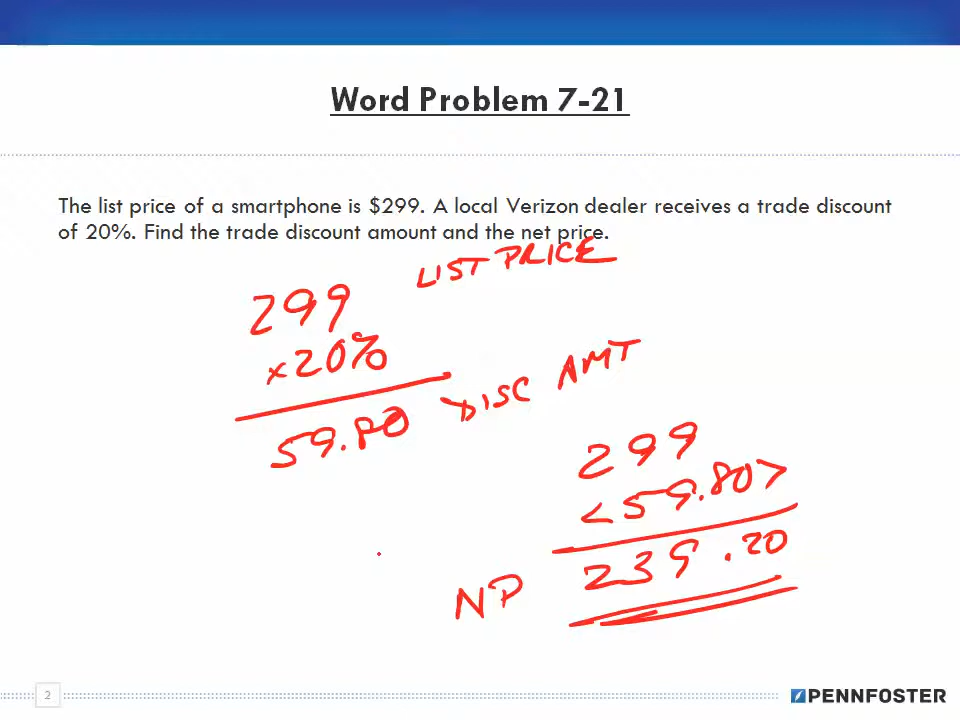 Word Problem 7-21
The list price of a smartphone is $299. A local Verizon dealer receives a trade discount
of 20%. Find the trade discount amount and the net price.
299 LIST PRICE
x20%
59.80 DISC AMT
299
<59.80>
NP 239.20
2
PENNFOSTER